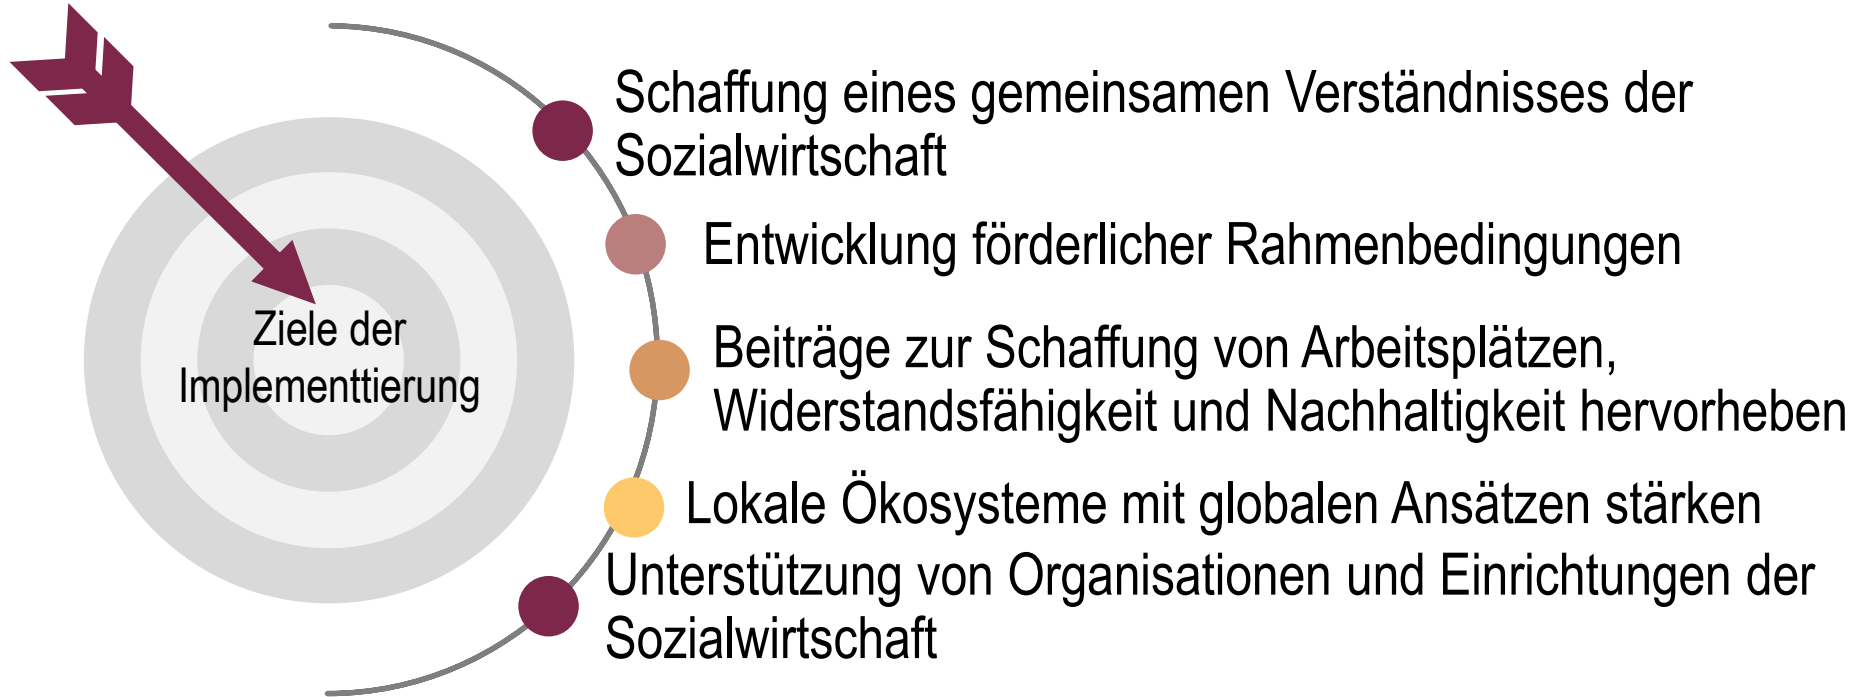 Schaffung eines gemeinsamen Verständnisses der
Sozialwirtschaft
Entwicklung förderlicher Rahmenbedingungen
Ziele der
Implementtierung
Beiträge zur Schaffung von Arbeitsplätzen,
Widerstandsfähigkeit und Nachhaltigkeit hervorheben
Lokale Ökosysteme mit globalen Ansätzen stärken
Unterstützung von Organisationen und Einrichtungen der
Sozialwirtschaft